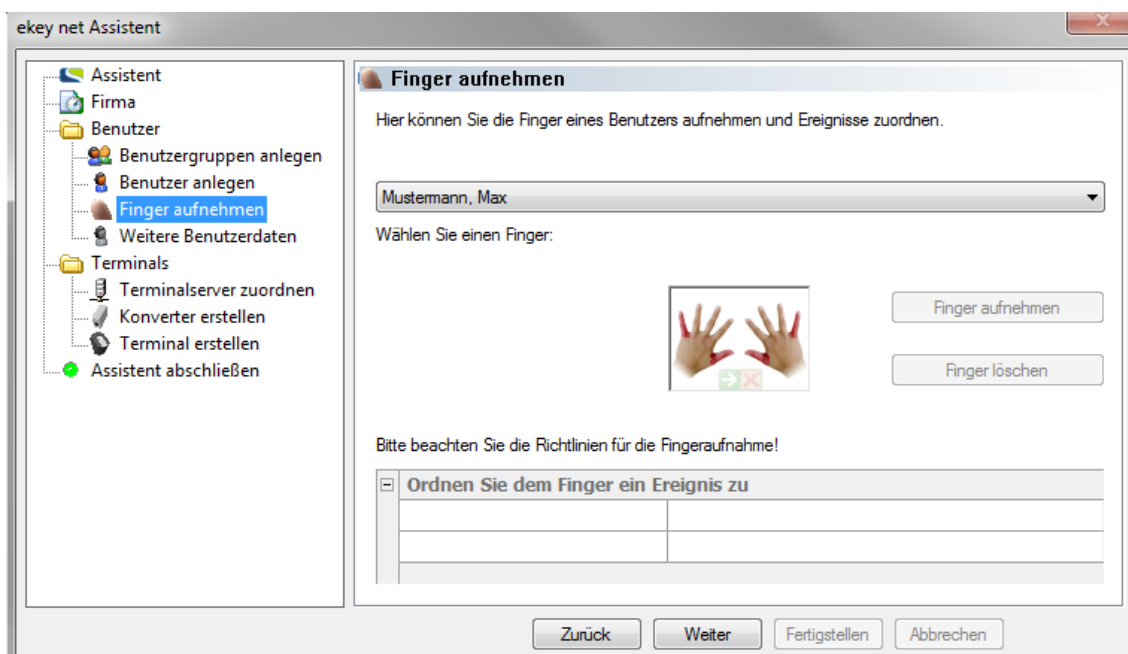 ekey net Assistent
Assistent
Firma
Benutzer
Benutzergruppen anlegen
Benutzer anlegen
Finger aufnehmen
Weitere Benutzerdaten
Terminals
Terminalserver zuordnen
Konverter erstellen
Terminal erstellen
Assistent abschließen
Finger aufnehmen
Hier können Sie die Finger eines Benutzers aufnehmen und Ereignisse zuordnen.
Mustermann, Max
Wählen Sie einen Finger:
Finger aufnehmen
Finger löschen
Bitte beachten Sie die Richtlinien für die Fingeraufnahme!
Ordnen Sie dem Finger ein Ereignis zu
Zurück Weiter Fertigstellen Abbrechen